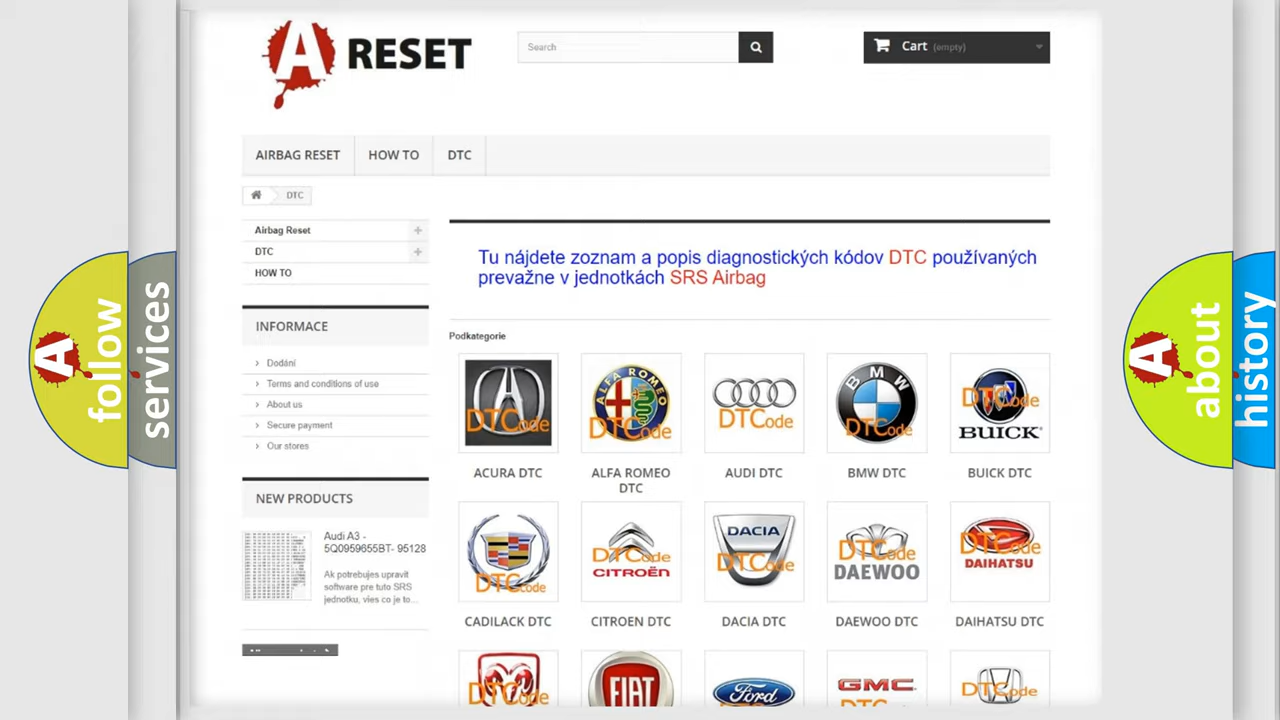 A RESET
Search
Cart (empty)
AIRBAG RESET
HOW TO
DTC
DTC
Airbag Reset
DTC
HOW TO
INFORMACE
Dodání
Terms and conditions of use
About us
Secure payment
Our stores
NEW PRODUCTS
Audi A3 -
5Q0959655BT- 95128
Ak potrebujes upravit
software pre tuto SRS
jednotku, vies co je to...
Tu nájdete zoznam a popis diagnostických kódov DTC používaných
prevažne v jednotkách SRS Airbag
Podkategorie
DTCode
ALFA ROMEO
DTCode
DTCode
BMW
DTCode
DTCode
BUICK
ACURA DTC
ALFA ROMEO
DTC
AUDI DTC
BMW DTC
BUICK DTC
DTCode
DTCode
CITROËN
DACIA
DTCode
DTCode
DAEWOO
DTCode
DAIHATSU
CADILACK DTC
CITROEN DTC
DACIA DTC
DAEWOO DTC
DAIHATSU DTC
DTCode
FIAT
Ford
GMC
DTCode
A follow
services
A about
history